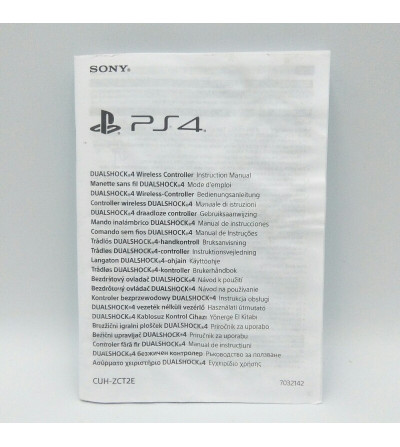 SONY
PS4
DUALSHOCK®4 Wireless Controller Instruction Manual
Manette sans fil DUALSHOCK®4 Mode d'emploi
DUALSHOCK®4 Wireless-Controller Bedienungsanleitung
Controller wireless DUALSHOCK®4 Manuale di istruzioni
DUALSHOCK®4 draadloze controller Gebruiksaanwijzing
Mando inalámbrico DUALSHOCK®4 Manual de instrucciones
Comando sem fios DUALSHOCK®4 Manual de Instruções
Trådlös DUALSHOCK®4-handkontroll Bruksanvisning
Trådløs DUALSHOCK®4-controller Instruktionsvejledning
Langaton DUALSHOCK®4-ohjain Käyttöohje
Trådløs DUALSHOCK®4-kontroller Brukerhåndbok
Bezdrátový ovladač DUALSHOCK®4 Návod k použití
Bezdrôtový ovládač DUALSHOCK®4 Návod na používanie
Kontroler bezprzewodowy DUALSHOCK®4 Instrukcja obsługi
DUALSHOCK®4 vezeték nélküli vezérlő Használati útmutató
DUALSHOCK®4 Kablosuz Kontrol Cihazı Yönerge El Kitabı
Brezžični igralni plošček DUALSHOCK®4 Priročnik za uporabo
Bežični upravljač DUALSHOCK®4 Priručnik za uporabu
Controler fără fir DUALSHOCK®4 Manual de instrucţiuni
DUALSHOCK®4 безжичен контролер Ръководство за ползване
Ασύρματο χειριστήριο DUALSHOCK®4 Εγχειρίδιο χρήσης
CUH-ZCT2E
7032142